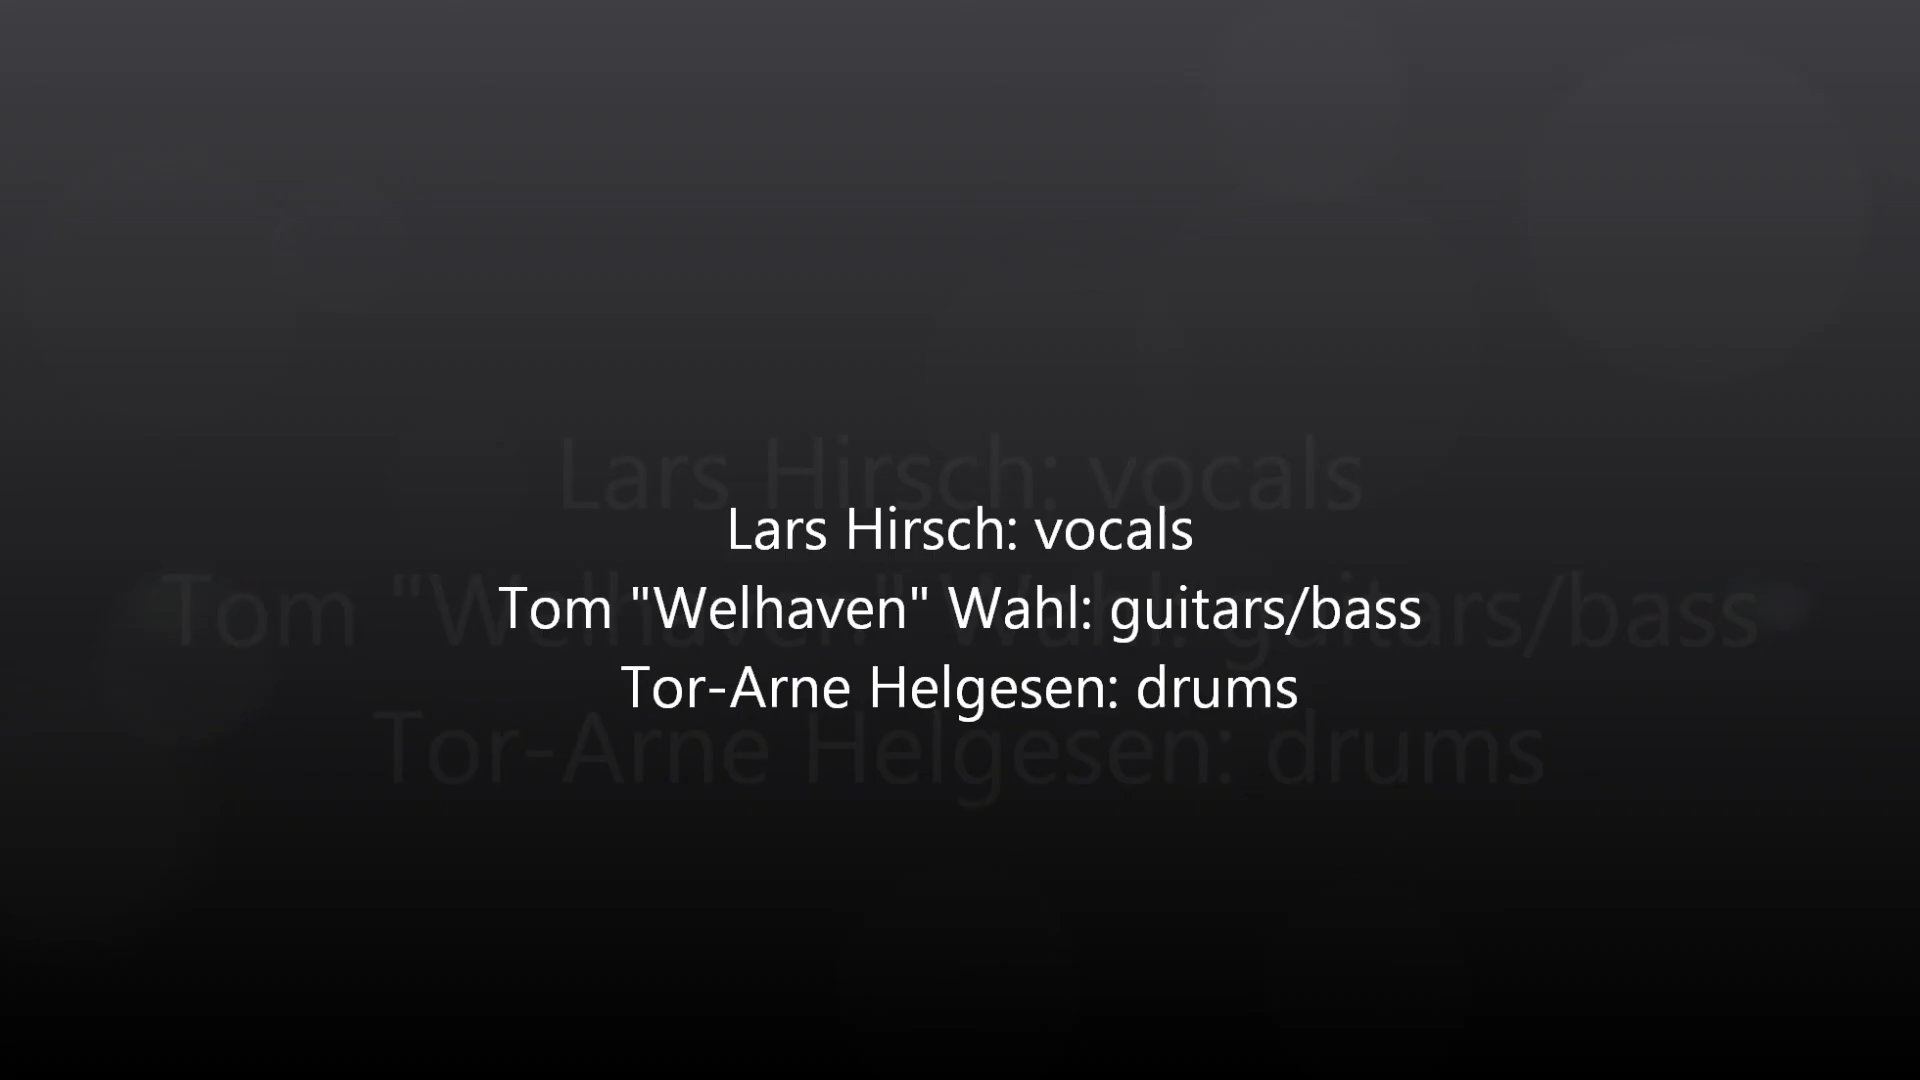 Lars Hirsch: vocals
Tom "Welhaven" Wahl: guitars/bass
Tor-Arne Helgesen: drums